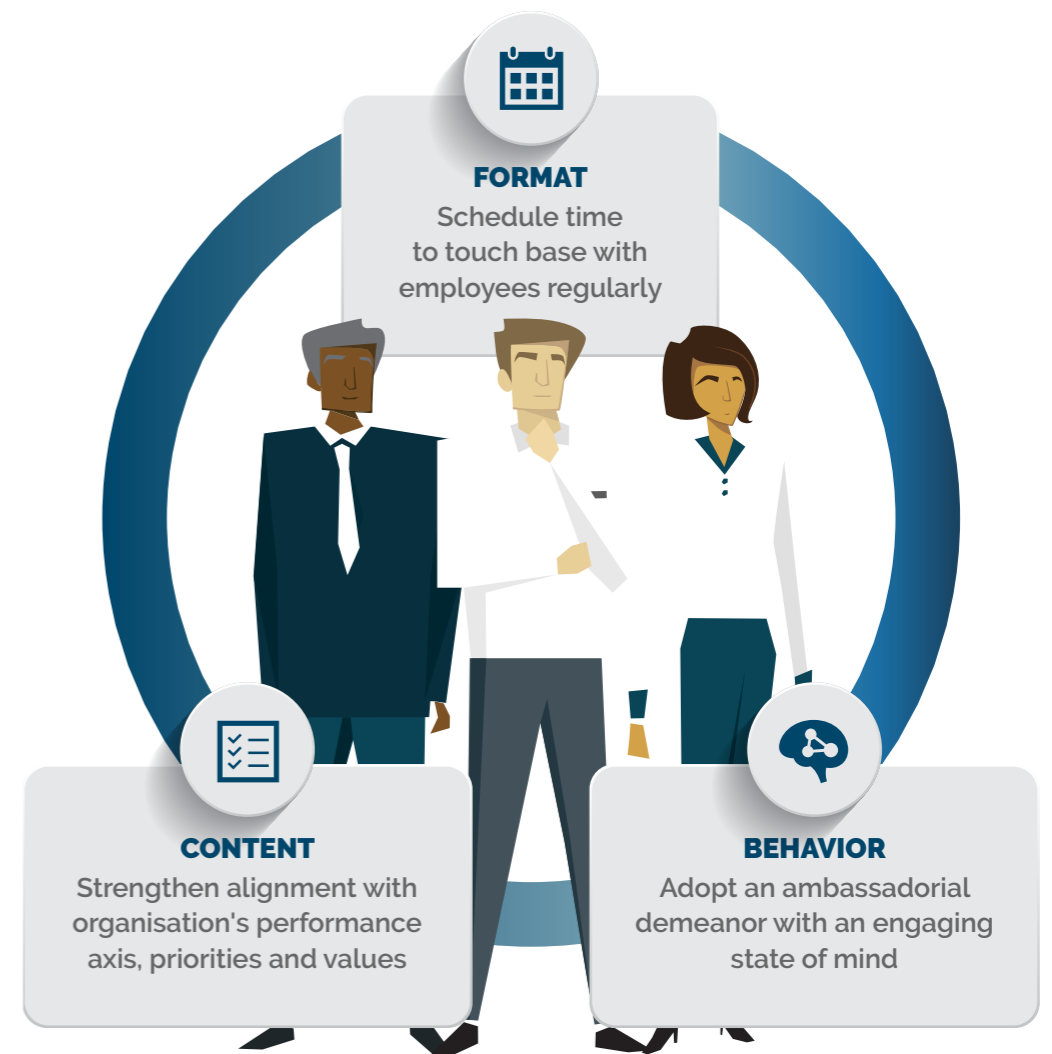 FORMAT
Schedule time
to touch base with
employees regularly
CONTENT
Strengthen alignment with
organisation's performance
axis, priorities and values
BEHAVIOR
Adopt an ambassadorial
demeanor with an engaging
state of mind